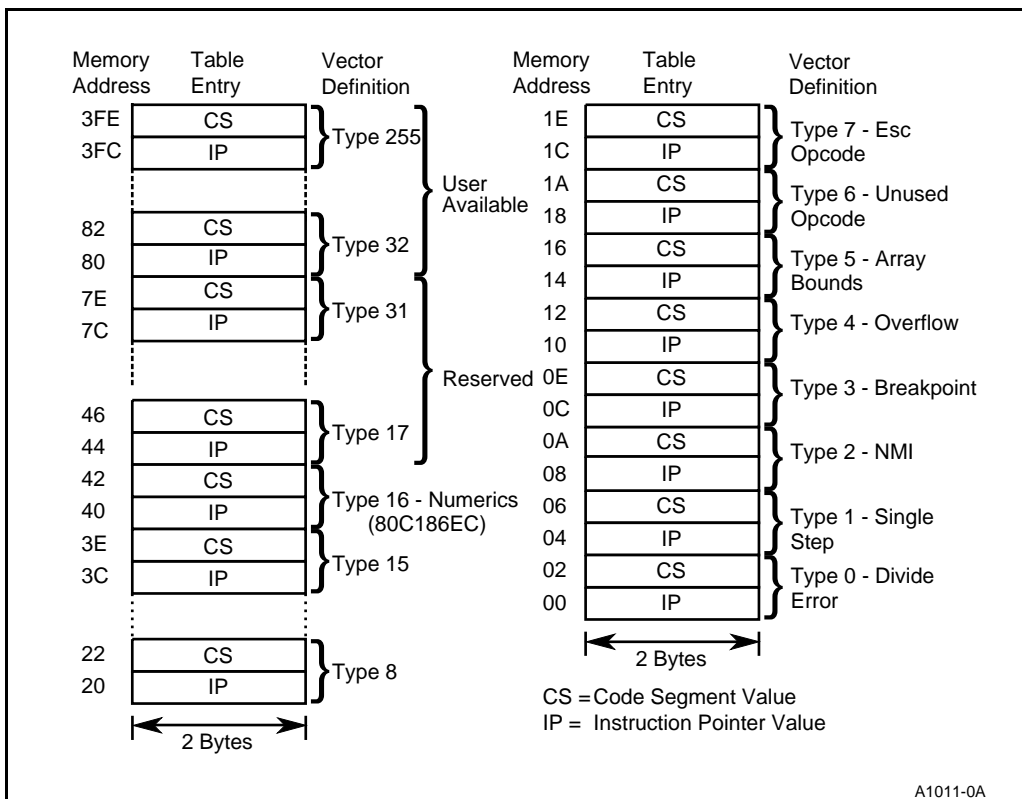 Memory Address Table Entry Vector Definition
3FE CS
3FC IP
Type 255
82 CS
80 IP
Type 32
User Available
7E CS
7C IP
Type 31
46 CS
44 IP
Type 17
Reserved
42 CS
40 IP
Type 16 - Numerics
(80C186EC)
3E CS
3C IP
Type 15
22 CS
20 IP
Type 8
2 Bytes
Memory Address Table Entry Vector Definition
1E CS
1C IP
Type 7 - Esc
Opcode
1A CS
18 IP
Type 6 - Unused
Opcode
16 CS
14 IP
Type 5 - Array
Bounds
12 CS
10 IP
Type 4 - Overflow
0E CS
0C IP
Type 3 - Breakpoint
0A CS
08 IP
Type 2 - NMI
06 CS
04 IP
Type 1 - Single
Step
02 CS
00 IP
Type 0 - Divide
Error
2 Bytes
CS = Code Segment Value
IP = Instruction Pointer Value
A1011-0A